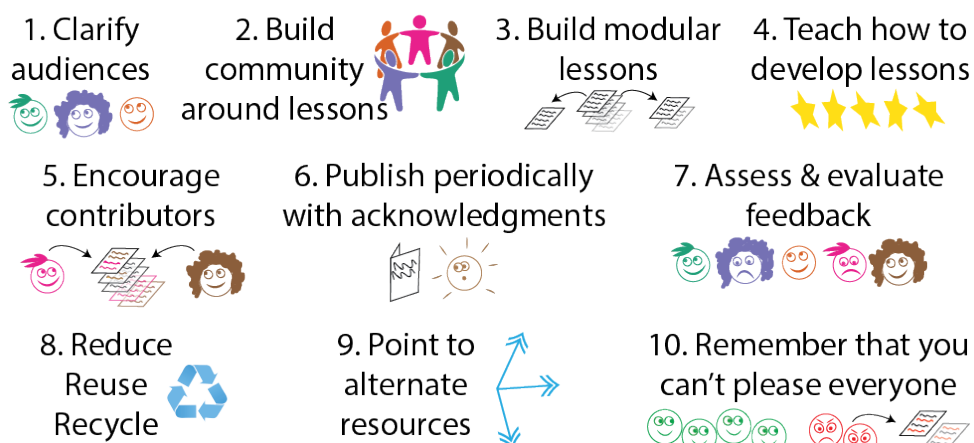 1. Clarify
audiences
2. Build
community
around lessons
3. Build modular
lessons
4. Teach how to
develop lessons
5. Encourage
contributors
6. Publish periodically
with acknowledgments
7. Assess & evaluate
feedback
8. Reduce
Reuse
Recycle
9. Point to
alternate
resources
10. Remember that you
can't please everyone